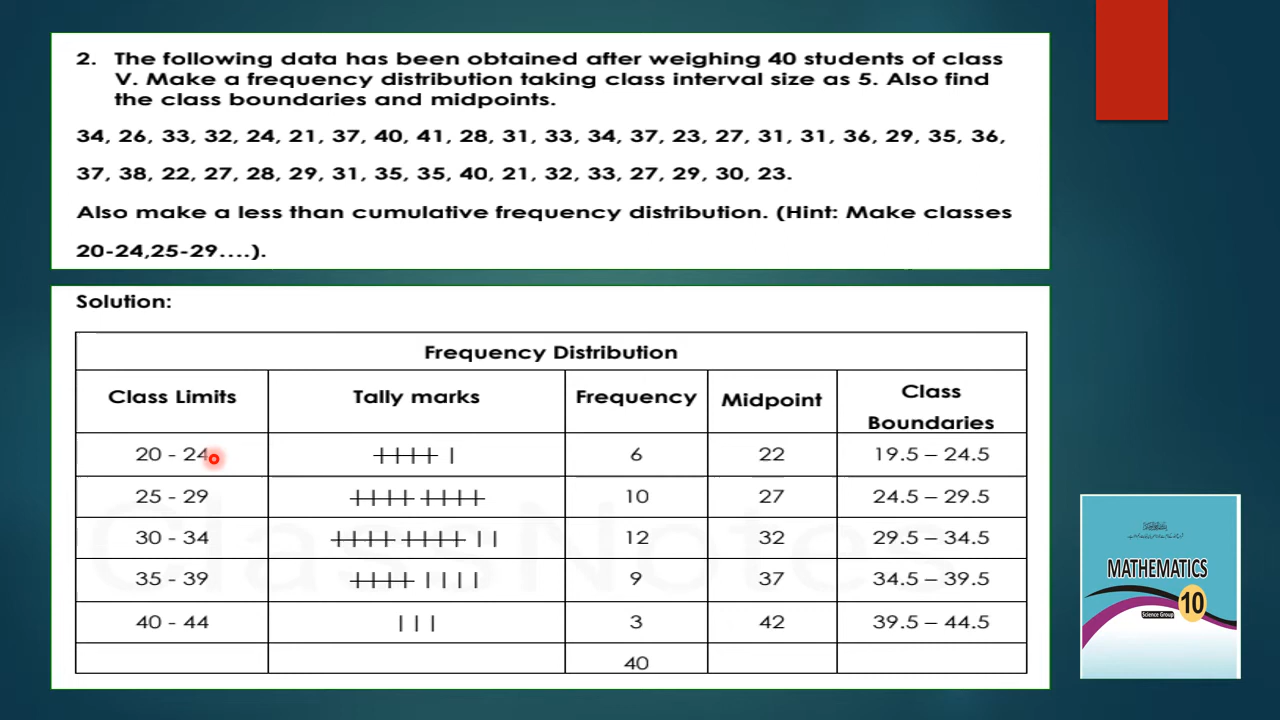 2. The following data has been obtained after weighing 40 students of class
V. Make a frequency distribution taking class interval size as 5. Also find
the class boundaries and midpoints.
34, 26, 33, 32, 24, 21, 37, 40, 41, 28, 31, 33, 34, 37, 23, 27, 31, 31, 36, 29, 35, 36,
37, 38, 22, 27, 28, 29, 31, 35, 35, 40, 21, 32, 33, 27, 29, 30, 23.
Also make a less than cumulative frequency distribution. (Hint: Make classes
20-24,25-29....).
Solution:
Frequency Distribution
Class Limits Tally marks Frequency Midpoint Class Boundaries
20 - 24 6 22 19.5 – 24.5
25 - 29 10 27 24.5 – 29.5
30 - 34 12 32 29.5 – 34.5
35 - 39 9 37 34.5 – 39.5
40 - 44 3 42 39.5 – 44.5
40
ClassNotes
MATHEMATICS
10
Science Group